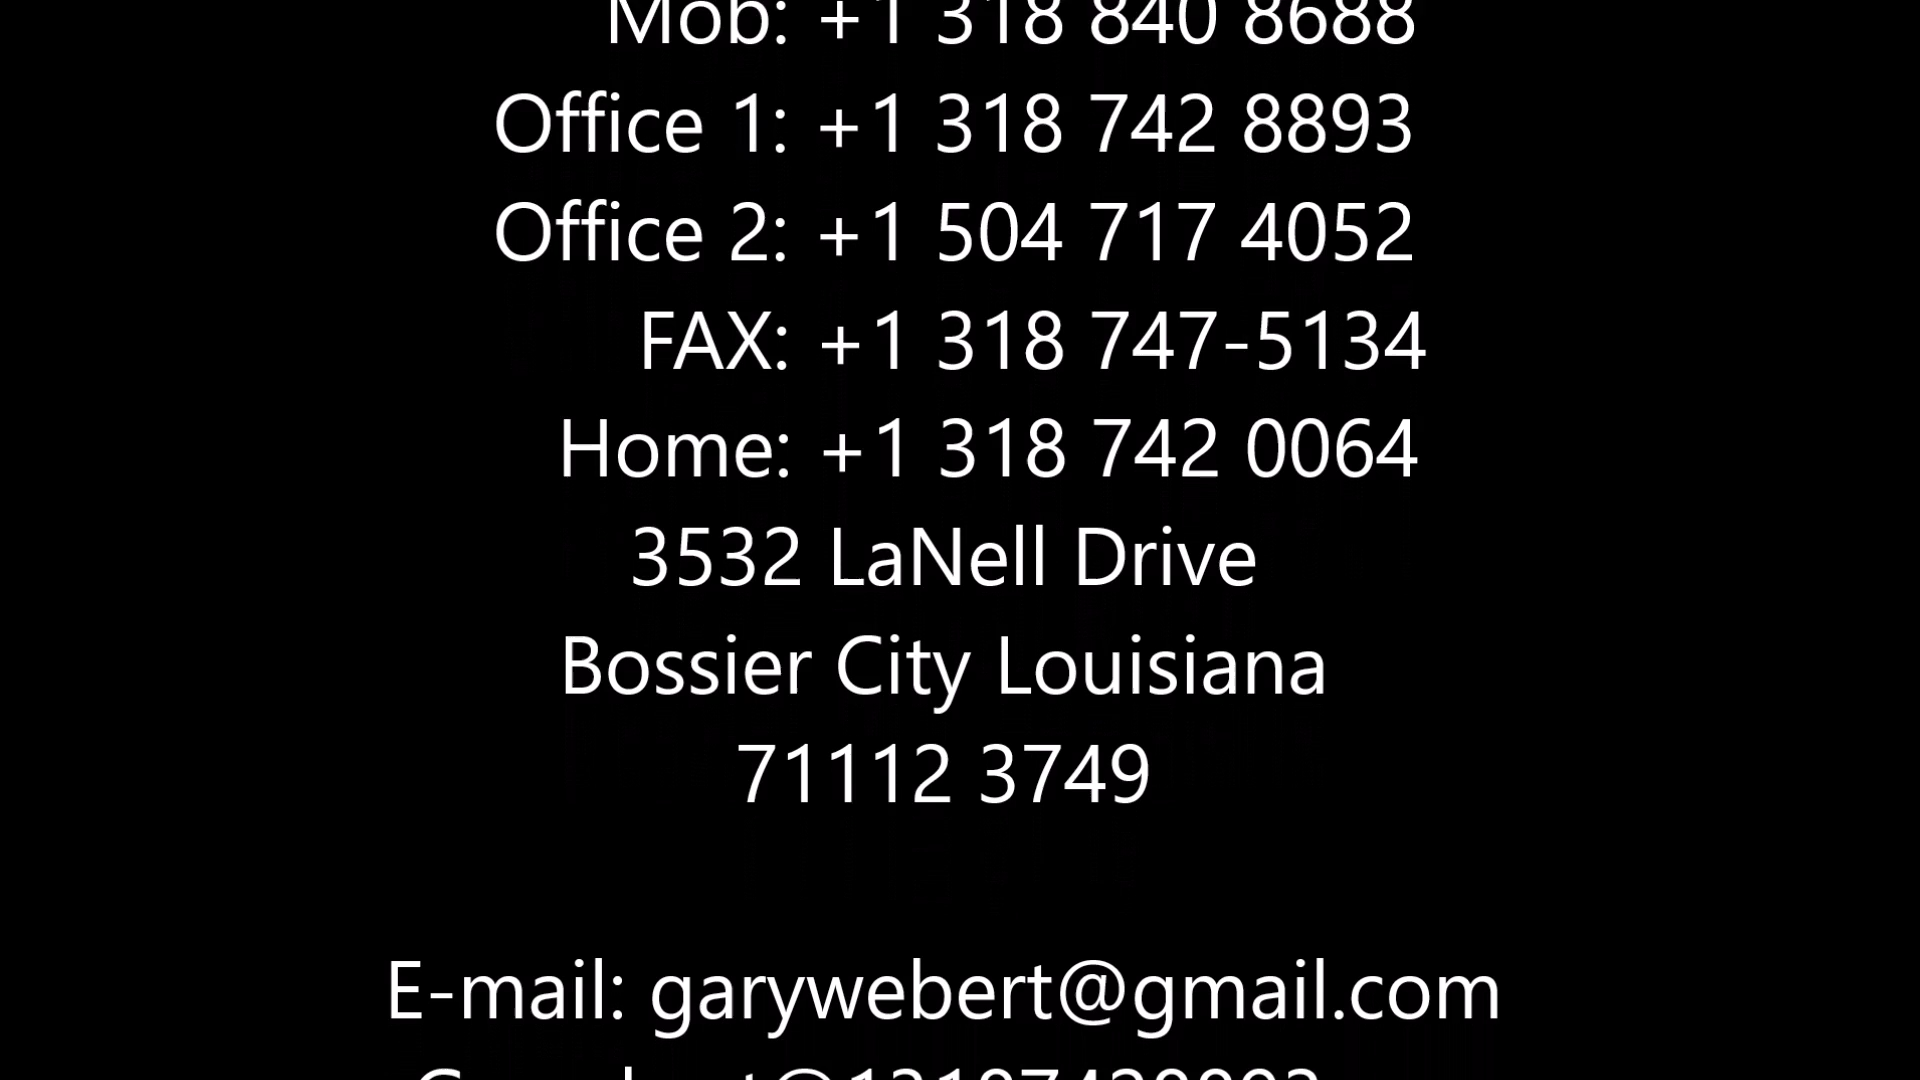 Mob: +1 318 840 8688
Office 1: +1 318 742 8893
Office 2: +1 504 717 4052
FAX: +1 318 747-5134
Home: +1 318 742 0064
3532 LaNell Drive
Bossier City Louisiana
71112 3749
E-mail: garywebert@gmail.com